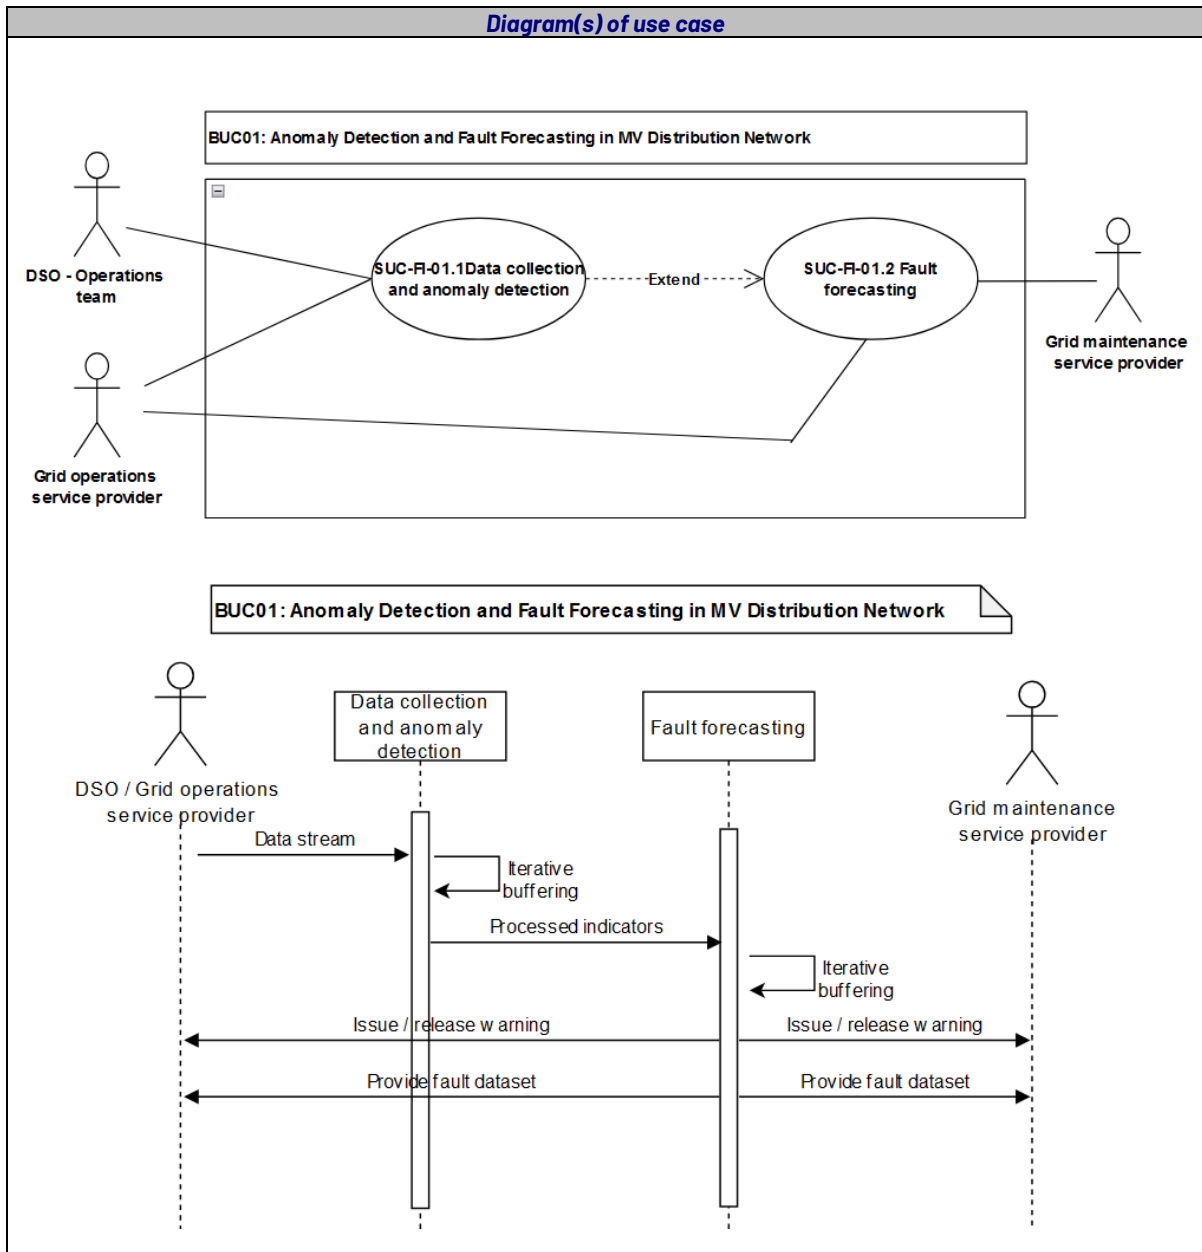 Diagram(s) of use case
BUC01: Anomaly Detection and Fault Forecasting in MV Distribution Network
DSO - Operations
team
SUC-FI-01.1Data collection
and anomaly detection
Extend
SUC-FI-01.2 Fault
forecasting
Grid maintenance
service provider
Grid operations
service provider
BUC01: Anomaly Detection and Fault Forecasting in MV Distribution Network
Data collection
and anomaly
detection
Fault forecasting
DSO / Grid operations
service provider
Grid maintenance
service provider
Data stream
Iterative
buffering
Processed indicators
Iterative
buffering
Issue / release warning
Issue / release warning
Provide fault dataset
Provide fault dataset